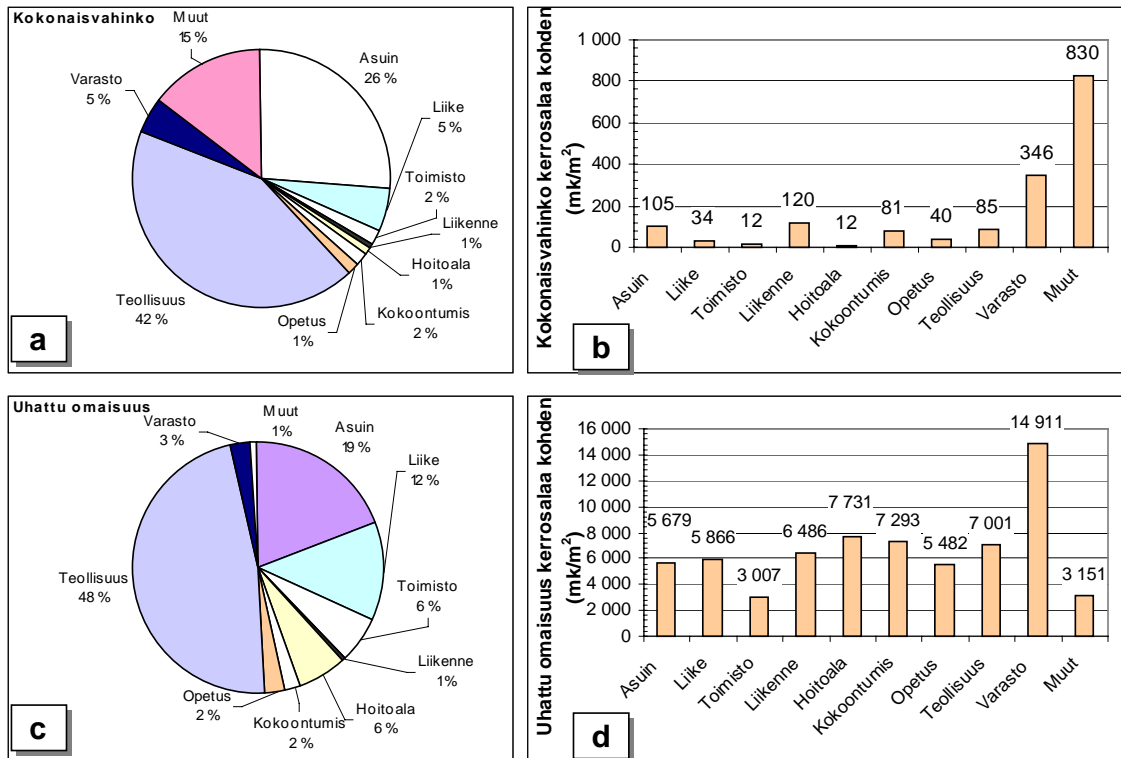 Kokonaisvahinko
Muut
15 %
Asuin
26 %
Varasto
5 %
Liike
5 %
Toimisto
2 %
Liikenne
1 %
Hoitoala
1 %
Kokoontumis
2 %
Opetus
1 %
Teollisuus
42 %
a
Kokonaisvahinko kerrosalaa kohden
(mk/m²)
1 000
800
600
400
200
0
105
34
12
120
12
81
40
85
346
830
Asuin
Liike
Toimisto
Liikenne
Hoitoala
Kokoontumis
Opetus
Teollisuus
Varasto
Muut
b
Uhattu omaisuus
Varasto
3 %
Muut
1%
Asuin
19 %
Liike
12 %
Toimisto
6 %
Liikenne
1 %
Hoitoala
6 %
Kokoontumis
2 %
Opetus
2 %
Teollisuus
48 %
c
Uhattu omaisuus kerrosalaa kohden
(mk/m²)
16 000
14 000
12 000
10 000
8 000
6 000
4 000
2 000
0
5 679
5 866
3 007
6 486
7 731
7 293
5 482
7 001
14 911
3 151
Asuin
Liike
Toimisto
Liikenne
Hoitoala
Kokoontumis
Opetus
Teollisuus
Varasto
Muut
d